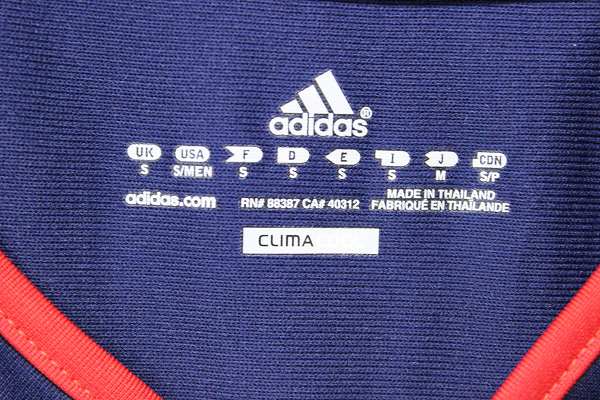 adidas®
UK USA F D E I J CDN
S S/MEN S S S S M S/P
adidas.com RN# 88387 CA# 40312 MADE IN THAILAND
FABRIQUÉ EN THAÏLANDE
CLIMA